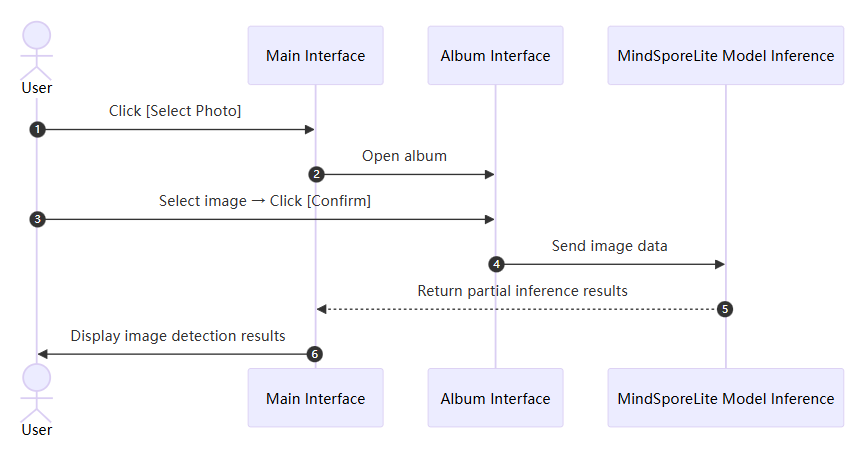 User
Main Interface
Album Interface
MindSporeLite Model Inference
Click [Select Photo]
1
2
Open album
Select image → Click [Confirm]
3
Send image data
4
Return partial inference results
5
Display image detection results
6
User
Main Interface
Album Interface
MindSporeLite Model Inference